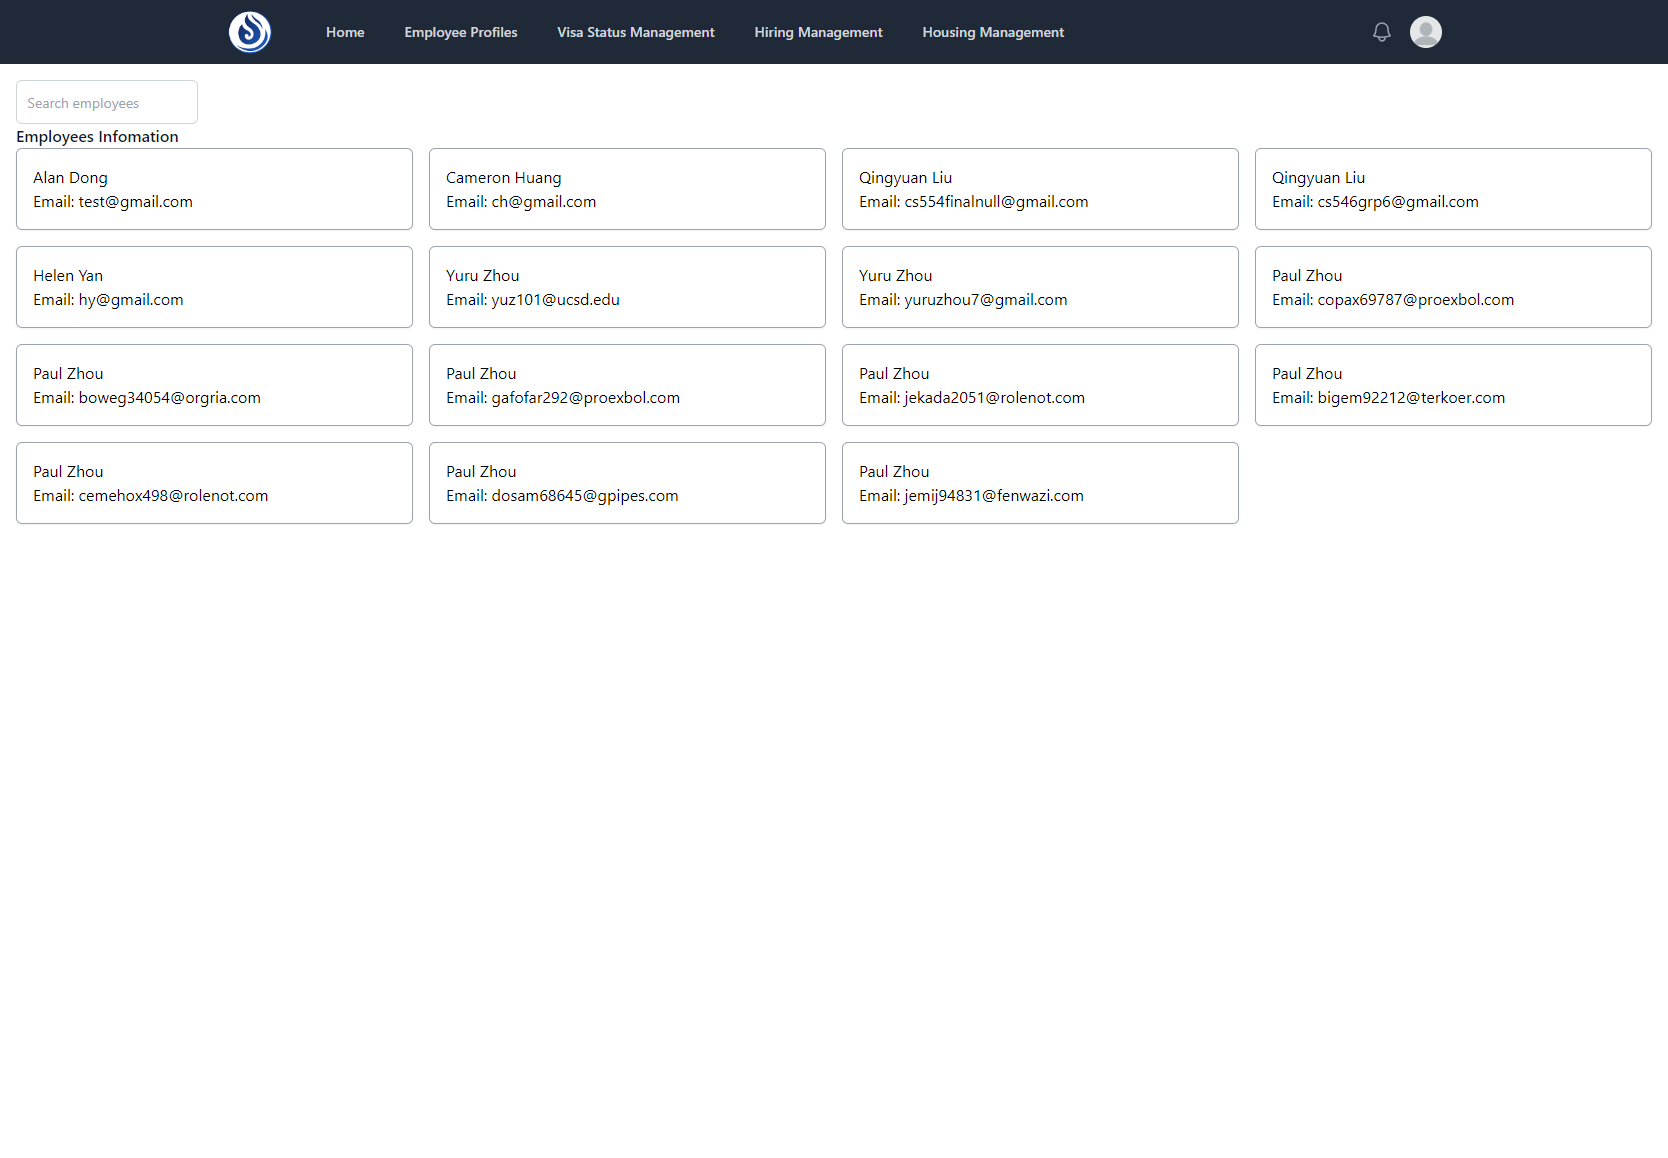 Home Employee Profiles Visa Status Management Hiring Management Housing Management
Search employees
Employees Infomation
Alan Dong
Email: test@gmail.com
Cameron Huang
Email: ch@gmail.com
Qingyuan Liu
Email: cs554finalnull@gmail.com
Qingyuan Liu
Email: cs546grp6@gmail.com
Helen Yan
Email: hy@gmail.com
Yuru Zhou
Email: yuz101@ucsd.edu
Yuru Zhou
Email: yuruzhou7@gmail.com
Paul Zhou
Email: copax69787@proexbol.com
Paul Zhou
Email: boweg34054@orgria.com
Paul Zhou
Email: gafofar292@proexbol.com
Paul Zhou
Email: jekada2051@rolenot.com
Paul Zhou
Email: bigem92212@terkoer.com
Paul Zhou
Email: cemehox498@rolenot.com
Paul Zhou
Email: dosam68645@gpipes.com
Paul Zhou
Email: jemij94831@fenwazi.com